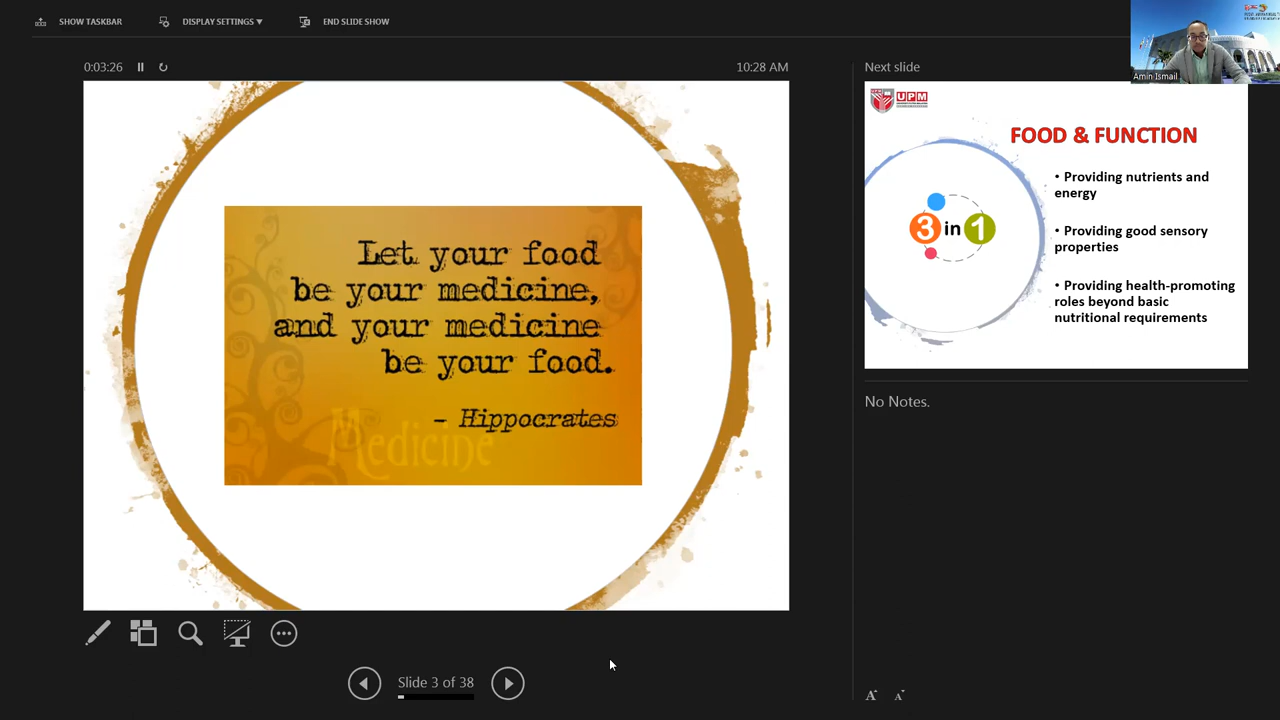 SHOW TASKBAR
DISPLAY SETTINGS ▼
END SLIDE SHOW
0:03:26
10:28 AM
Let your food
be your medicine,
and your medicine
be your food.
– Hippocrates
Medicine
Slide 3 of 38
Amin Ismail
Next slide
UPM
FOOD & FUNCTION
3 in 1
• Providing nutrients and
energy
• Providing good sensory
properties
• Providing health-promoting
roles beyond basic
nutritional requirements
No Notes.
A A